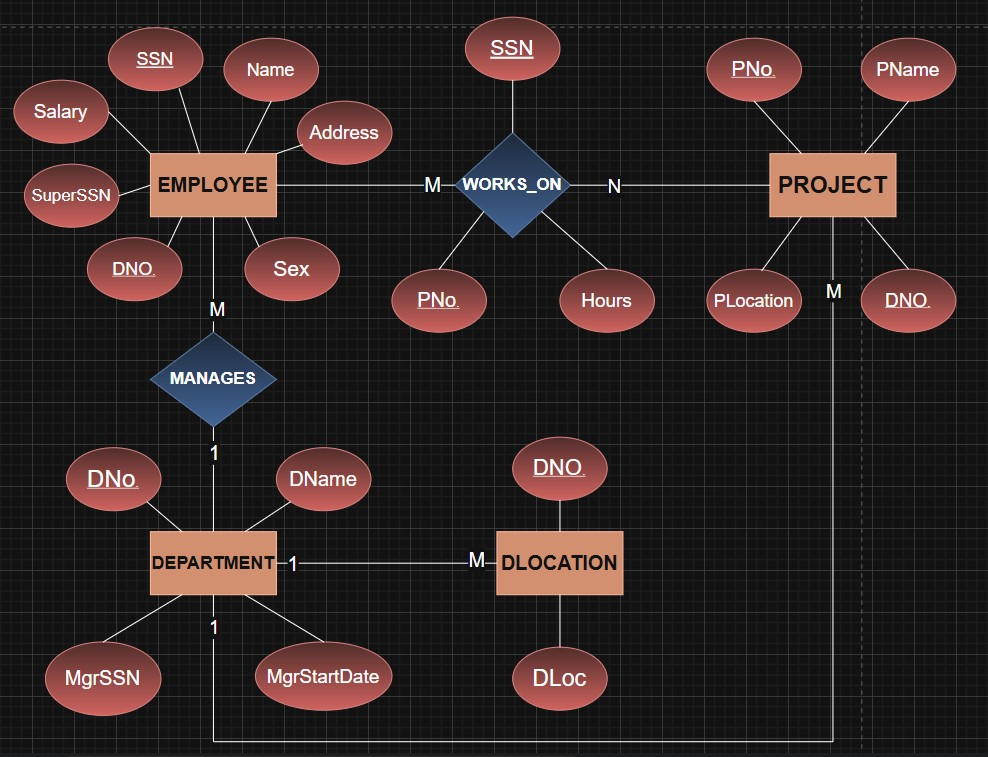 SSN
SSN
Name
PNo.
PName
Salary
Address
SuperSSN
EMPLOYEE
M
WORKS_ON
N
PROJECT
DNO.
Sex
PNo.
Hours
PLocation
M
DNO.
M
MANAGES
1
DNo.
DName
DNO.
DEPARTMENT
1
M
DLOCATION
1
MgrSSN
MgrStartDate
DLoc